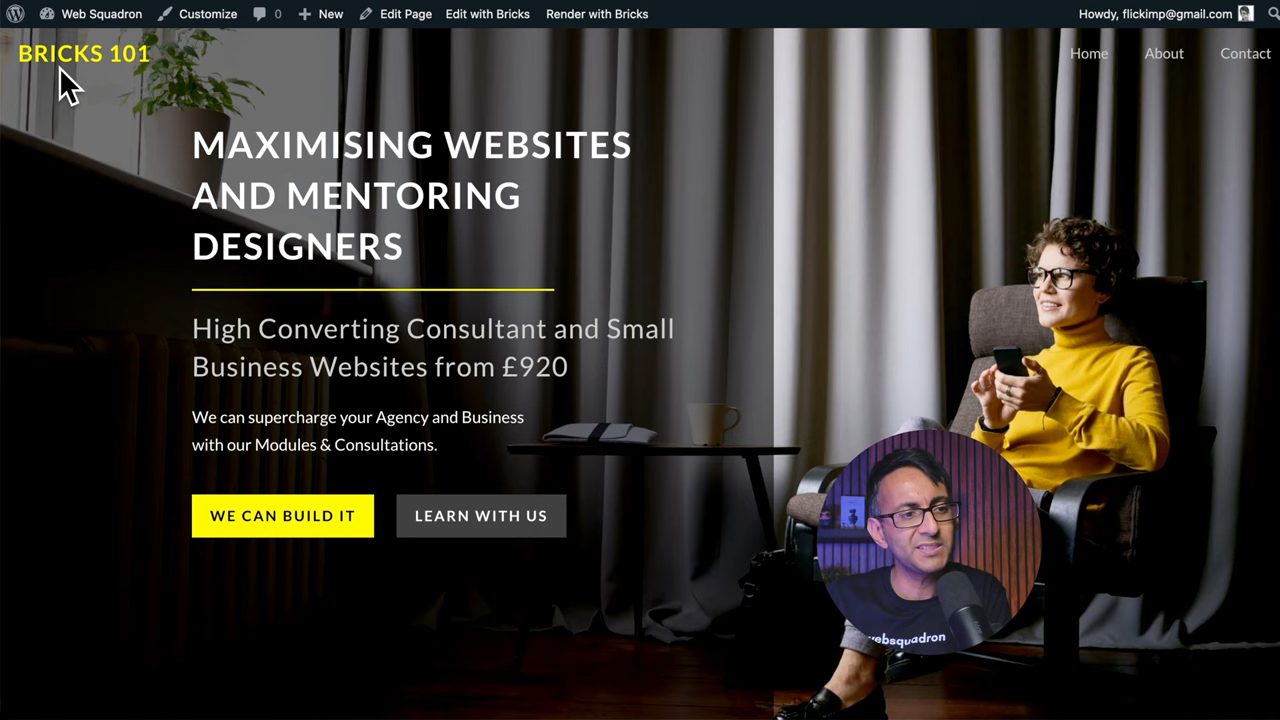 Web Squadron Customize 0 New Edit Page Edit with Bricks Render with Bricks Howdy, flickimp@gmail.com
BRICKS 101 Home About Contact
MAXIMISING WEBSITES
AND MENTORING
DESIGNERS
High Converting Consultant and Small
Business Websites from £920
We can supercharge your Agency and Business
with our Modules & Consultations.
WE CAN BUILD IT LEARN WITH US
websquadron